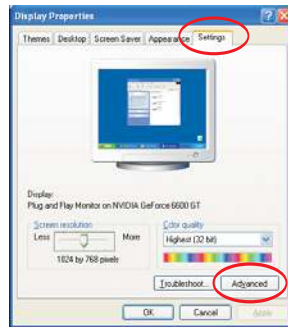 Display Properties
Themes Desktop Screen Saver Appearance Settings
Display:
Plug and Play Monitor on NVIDIA GeForce 6600 GT
Screen resolution
Less More
1024 by 768 pixels
Color quality
Highest (32 bit)
Troubleshoot... Advanced
OK Cancel Apply